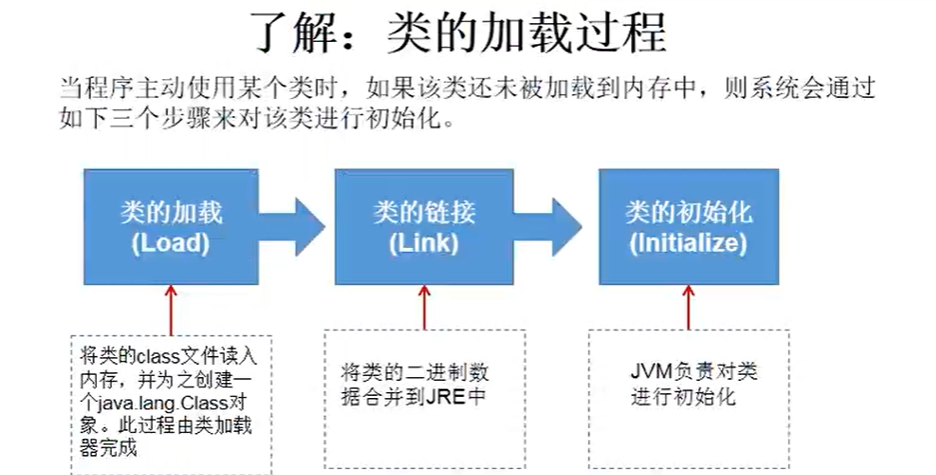 了解：类的加载过程
当程序主动使用某个类时，如果该类还未被加载到内存中，则系统会通过
如下三个步骤来对该类进行初始化。
类的加载
(Load)
类的链接
(Link)
类的初始化
(Initialize)
将类的class文件读入
内存，并为之创建一
个java.lang.Class对
象。此过程由类加载
器完成
将类的二进制数
据合并到JRE中
JVM负责对类
进行初始化